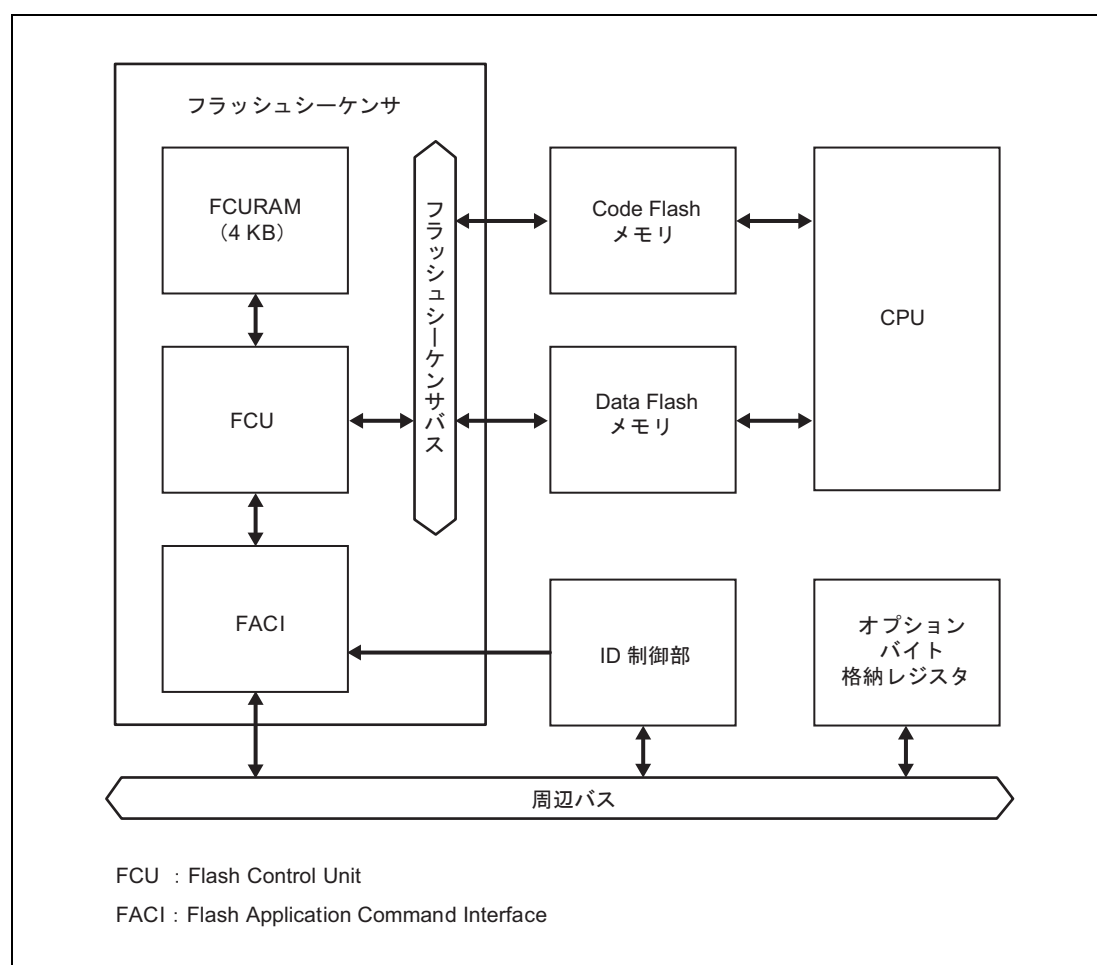 フラッシュシーケンサ
FCURAM
（4 KB）
フラッシュシーケンサバス
Code Flash
メモリ
CPU
FCU
Data Flash
メモリ
FACI
ID 制御部
オプション
バイト
格納レジスタ
周辺バス
FCU ：Flash Control Unit
FACI：Flash Application Command Interface